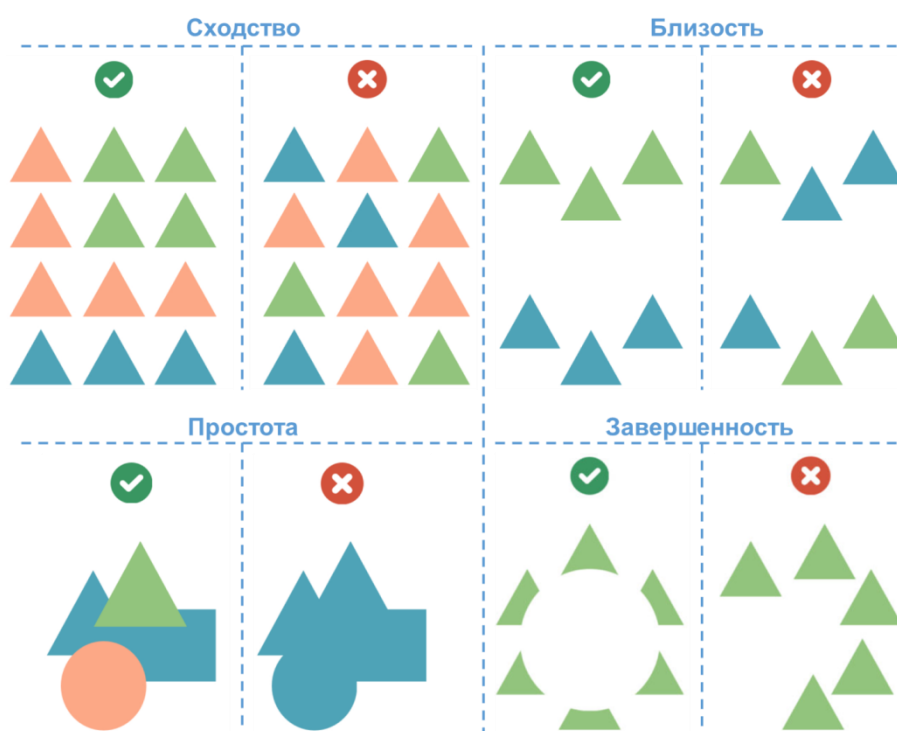 Сходство
Близость
Простота
Завершенность